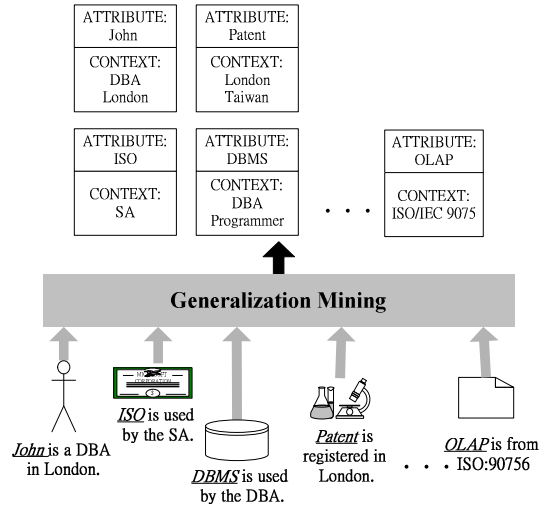 ATTRIBUTE:
John
CONTEXT:
DBA
London
ATTRIBUTE:
Patent
CONTEXT:
London
Taiwan
ATTRIBUTE:
ISO
CONTEXT:
SA
ATTRIBUTE:
DBMS
CONTEXT:
DBA
Programmer
. . .
ATTRIBUTE:
OLAP
CONTEXT:
ISO/IEC 9075
Generalization Mining
John is a DBA
in London.
CORPORATION
ISO is used
by the SA.
DBMS is used
by the DBA.
Patent is
registered in
London.
. . .
OLAP is from
ISO:90756